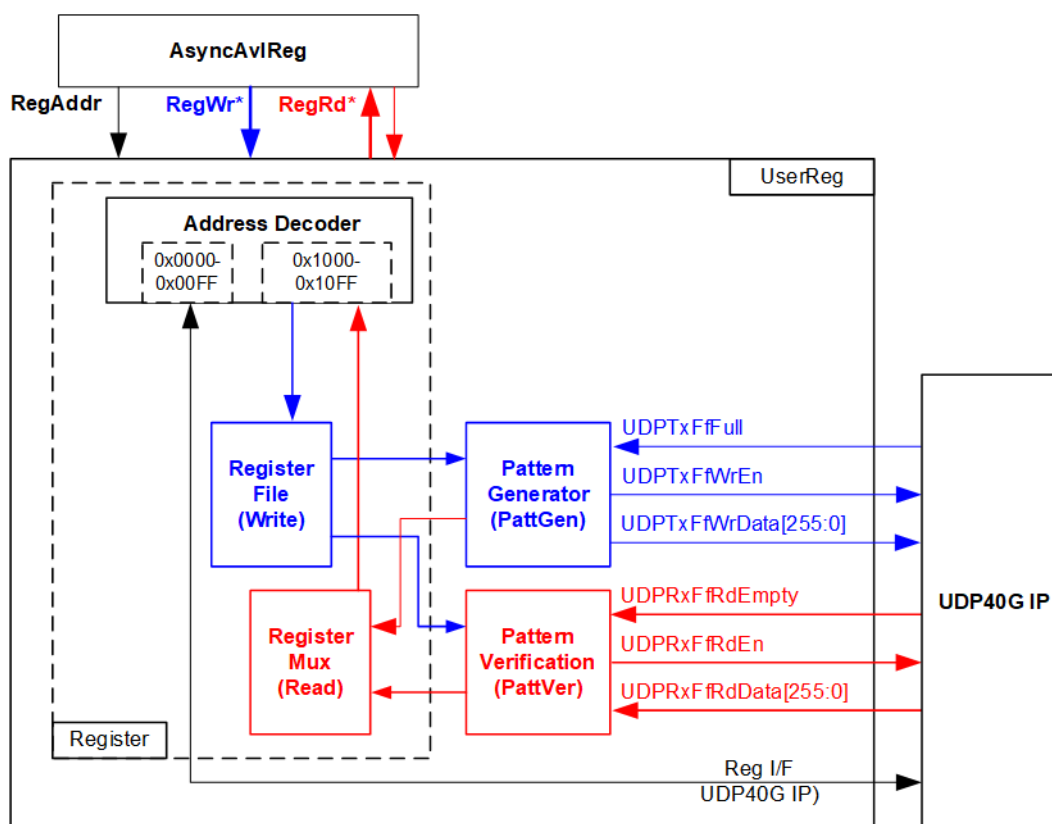 AsyncAvlReg
RegAddr
RegWr*
RegRd*
UserReg
Address Decoder
0x0000-
0x00FF
0x1000-
0x10FF
Register
File
(Write)
Pattern
Generator
(PattGen)
UDPTxFfFull
UDPTxFfWrEn
UDPTxFfWrData[255:0]
Register
Mux
(Read)
Pattern
Verification
(PattVer)
UDPRxFfRdEmpty
UDPRxFfRdEn
UDPRxFfRdData[255:0]
UDP40G IP
Register
Reg I/F
UDP40G IP)